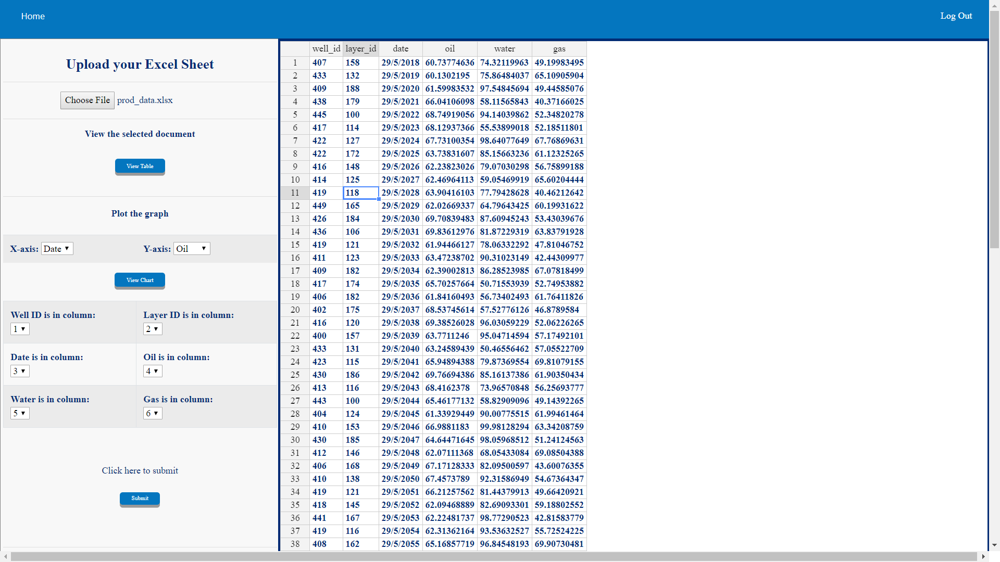 Home
Log Out
Upload your Excel Sheet
Choose File prod_data.xlsx
View the selected document
View Table
Plot the graph
X-axis: Date Y-axis: Oil
View Chart
Well ID is in column: Layer ID is in column:
1 2
Date is in column: Oil is in column:
3 4
Water is in column: Gas is in column:
5 6
Click here to submit
Submit
well_id layer_id date oil water gas
1 407 158 29/5/2018 60.73774636 74.32119963 49.19983495
2 433 132 29/5/2019 60.1302195 75.86484037 65.10905904
3 409 188 29/5/2020 61.59983532 97.54845694 49.44585076
4 438 179 29/5/2021 66.04106098 58.11565843 40.37166025
5 445 100 29/5/2022 68.74919056 94.14039862 52.34820278
6 417 114 29/5/2023 68.12937366 55.53899018 52.18511801
7 422 127 29/5/2024 67.73100354 98.64077649 67.76869631
8 422 172 29/5/2025 63.73831607 85.15663236 61.12325265
9 416 148 29/5/2026 62.23823026 79.07030298 56.75899188
10 414 125 29/5/2027 62.46964113 59.05469919 65.60204444
11 419 118 29/5/2028 63.90416103 77.79428628 40.46212642
12 449 165 29/5/2029 62.02669337 64.79643425 60.19931622
13 426 184 29/5/2030 69.70839483 87.60945243 53.43039676
14 436 106 29/5/2031 69.83612976 81.87229319 63.83791928
15 419 121 29/5/2032 61.94466127 78.06332292 47.81046752
16 411 123 29/5/2033 63.47238702 90.31023149 42.44309977
17 409 182 29/5/2034 62.39002813 86.28523985 67.07818499
18 417 174 29/5/2035 65.70257664 50.71553939 52.74953882
19 406 182 29/5/2036 61.84160493 56.73402493 61.76411826
20 402 175 29/5/2037 68.53745614 57.52776126 46.8789584
21 416 120 29/5/2038 69.38526028 96.03059229 52.06226265
22 400 157 29/5/2039 63.7711246 95.04714594 57.17492101
23 433 131 29/5/2040 63.24589439 50.46556462 57.05522709
24 423 115 29/5/2041 65.94894388 79.87369554 69.81079155
25 430 186 29/5/2042 69.76694386 85.16137386 61.90350434
26 413 116 29/5/2043 68.4162378 73.96570848 56.25693777
27 443 100 29/5/2044 65.46177132 58.82909096 49.14392265
28 404 124 29/5/2045 61.33929449 90.00775515 61.99461464
29 410 153 29/5/2046 66.9881183 99.98128294 63.34208759
30 430 185 29/5/2047 64.64471645 98.05968512 51.24124563
31 412 146 29/5/2048 62.07111368 68.05433084 69.08504388
32 406 168 29/5/2049 67.17128333 82.09500597 43.60076355
33 410 138 29/5/2050 67.4573789 92.31586949 54.67364347
34 419 121 29/5/2051 66.21257562 81.44379913 49.66420921
35 418 145 29/5/2052 62.09468889 82.69093301 59.18802552
36 441 167 29/5/2053 62.22481737 98.77290523 42.81583779
37 419 116 29/5/2054 62.31362164 93.53632527 55.72524225
38 408 162 29/5/2055 65.16857719 96.84548193 69.90730481